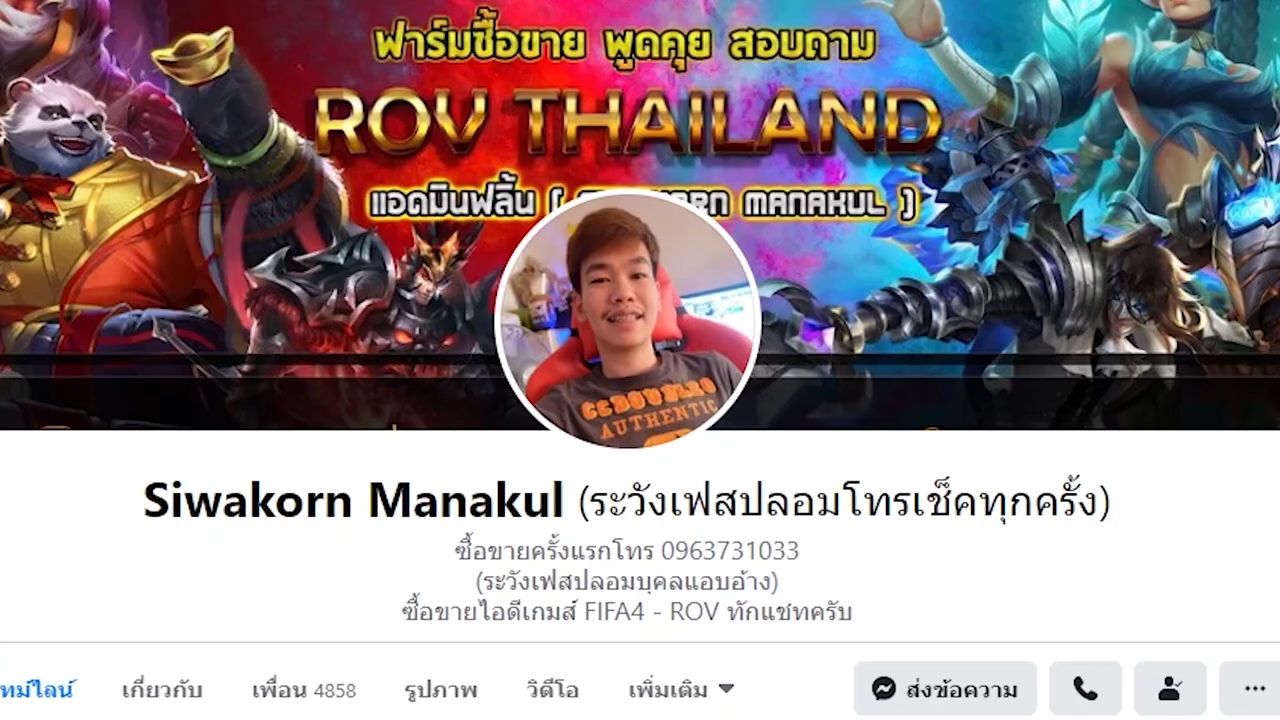 ฟาร์มซื้อขาย พูดคุย สอบถาม
ROV THAILAND
แอดมินฟลิ้น ( MANAKUL )
CCDOUBLEO
AUTHENTIC
Siwakorn Manakul (ระวังเฟสปลอมโทรเช็คทุกครั้ง)
ซื้อขายครั้งแรกโทร 0963731033
(ระวังเฟสปลอมบุคลแอบอ้าง)
ซื้อขายไอดีเกมส์ FIFA4 - ROV ทักแชทครับ
ทม์ไลน์ เกี่ยวกับ เพื่อน 4858 รูปภาพ วิดีโอ เพิ่มเติม ส่งข้อความ